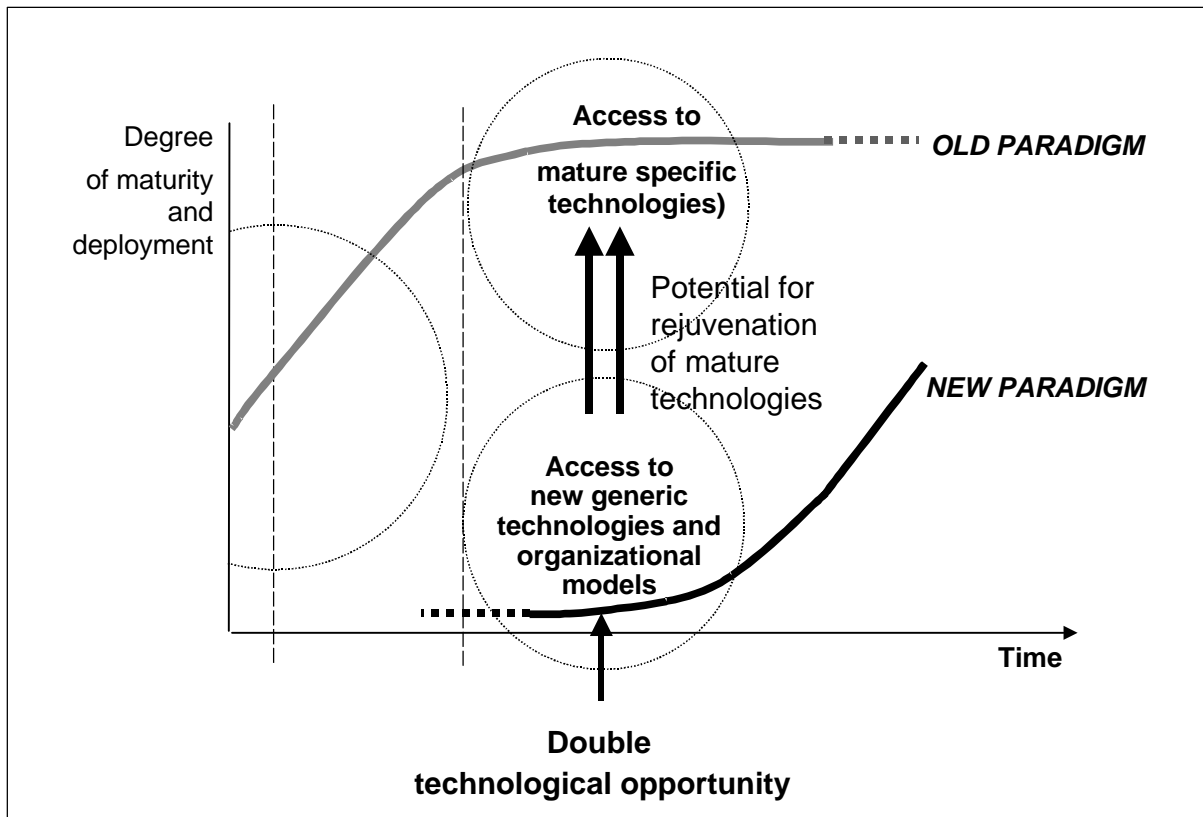 Degree
of maturity
and
deployment
Access to
mature specific
technologies)
OLD PARADIGM
Potential for
rejuvenation
of mature
technologies
NEW PARADIGM
Access to
new generic
technologies and
organizational
models
Time
Double
technological opportunity